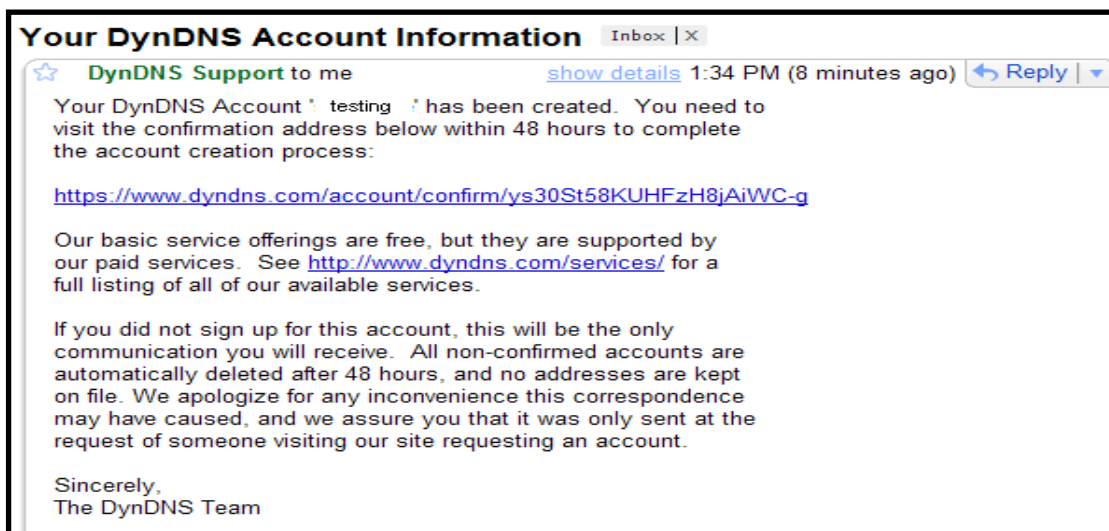 Your DynDNS Account Information Inbox | X
DynDNS Support to me show details 1:34 PM (8 minutes ago) Reply
Your DynDNS Account ' testing ' has been created. You need to
visit the confirmation address below within 48 hours to complete
the account creation process:
https://www.dyndns.com/account/confirm/ys30St58KUHFzH8jAiWC-g
Our basic service offerings are free, but they are supported by
our paid services. See http://www.dyndns.com/services/ for a
full listing of all of our available services.
If you did not sign up for this account, this will be the only
communication you will receive. All non-confirmed accounts are
automatically deleted after 48 hours, and no addresses are kept
on file. We apologize for any inconvenience this correspondence
may have caused, and we assure you that it was only sent at the
request of someone visiting our site requesting an account.
Sincerely,
The DynDNS Team